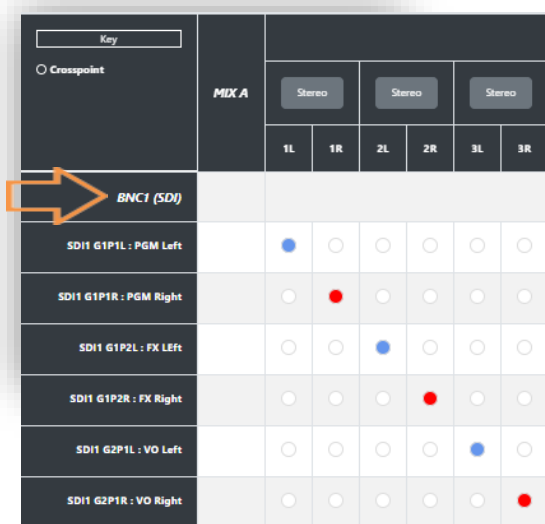 Key
Crosspoint
MIX A
Stereo Stereo Stereo
1L 1R 2L 2R 3L 3R
BNC1 (SDI)
SDI1 G1P1L : PGM Left
SDI1 G1P1R : PGM Right
SDI1 G1P2L : FX LEft
SDI1 G1P2R : FX Right
SDI1 G2P1L : VO Left
SDI1 G2P1R : VO Right